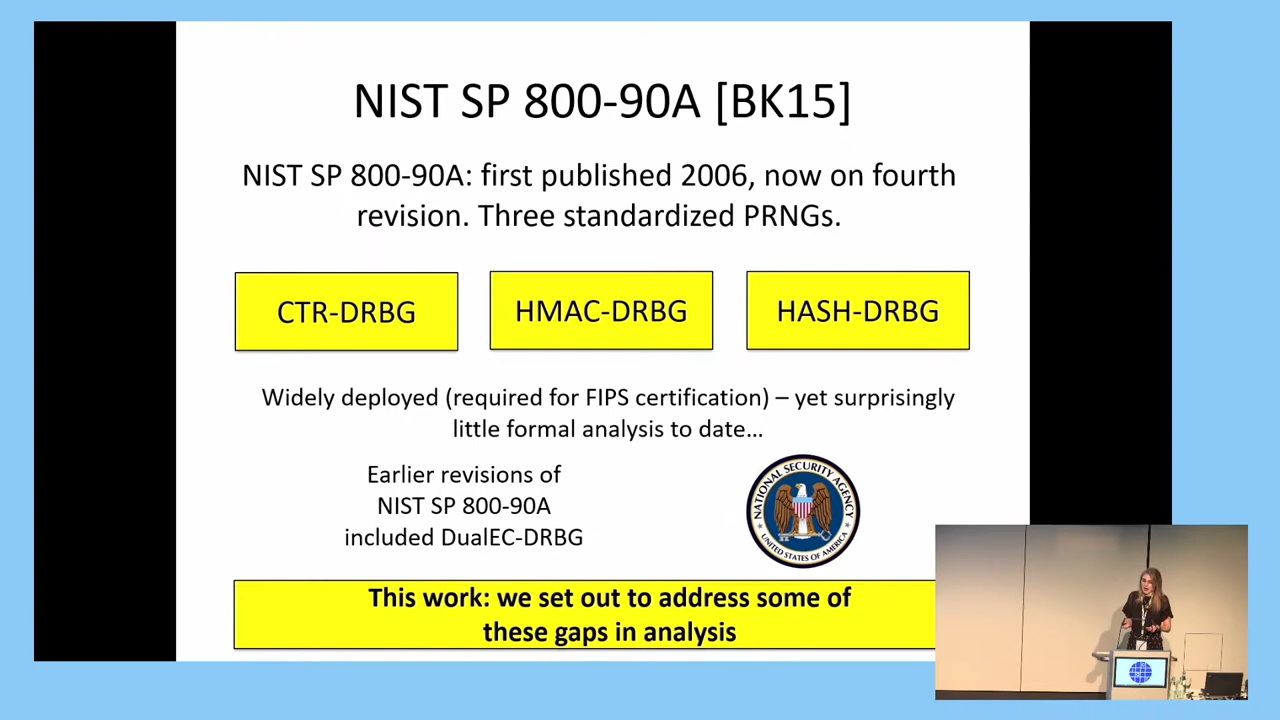 NIST SP 800-90A [BK15]
NIST SP 800-90A: first published 2006, now on fourth
revision. Three standardized PRNGs.
CTR-DRBG
HMAC-DRBG
HASH-DRBG
Widely deployed (required for FIPS certification) – yet surprisingly
little formal analysis to date…
Earlier revisions of
NIST SP 800-90A
included DualEC-DRBG
NATIONAL SECURITY AGENCY
UNITED STATES OF AMERICA
This work: we set out to address some of
these gaps in analysis